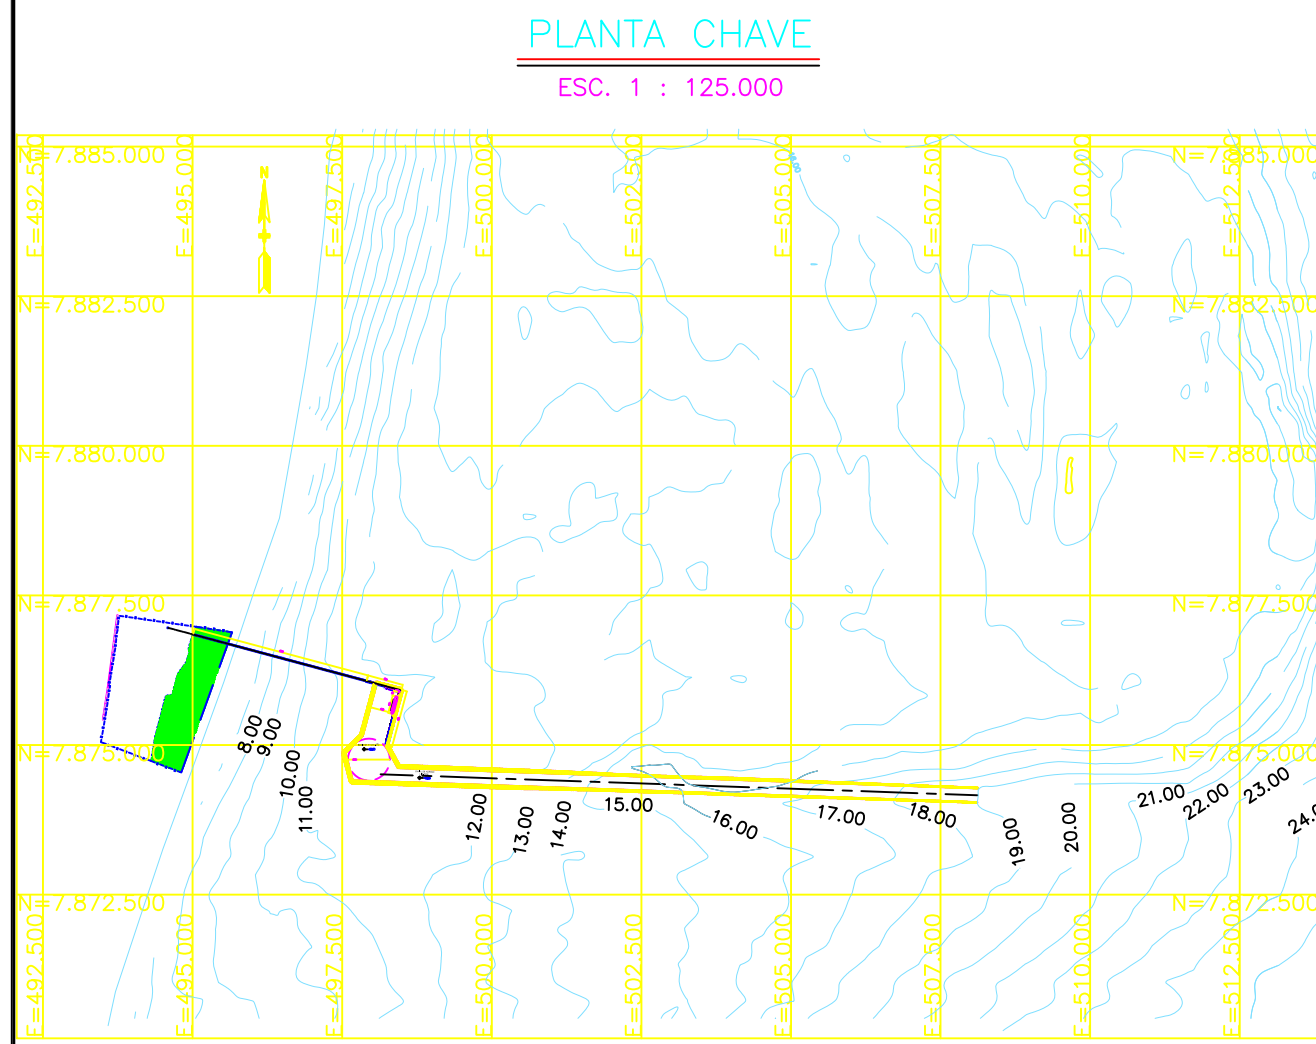 PLANTA CHAVE
ESC. 1 : 125.000
E=492.500
E=495.000
E=497.500
E=500.000
E=502.500
E=505.000
E=507.500
E=510.000
E=512.500
N=7.885.000
N=7.885.000
N
N=7.882.500
N=7.882.500
N=7.880.000
N=7.880.000
N=7.877.500
N=7.877.500
N=7.875.000
N=7.875.000
8.00
9.00
10.00
11.00
12.00
13.00
14.00
15.00
16.00
17.00
18.00
19.00
20.00
21.00
22.00
23.00
N=7.872.500
N=7.872.500
E=492.500
E=495.000
E=497.500
E=500.000
E=502.500
E=505.000
E=507.500
E=510.000
E=512.500